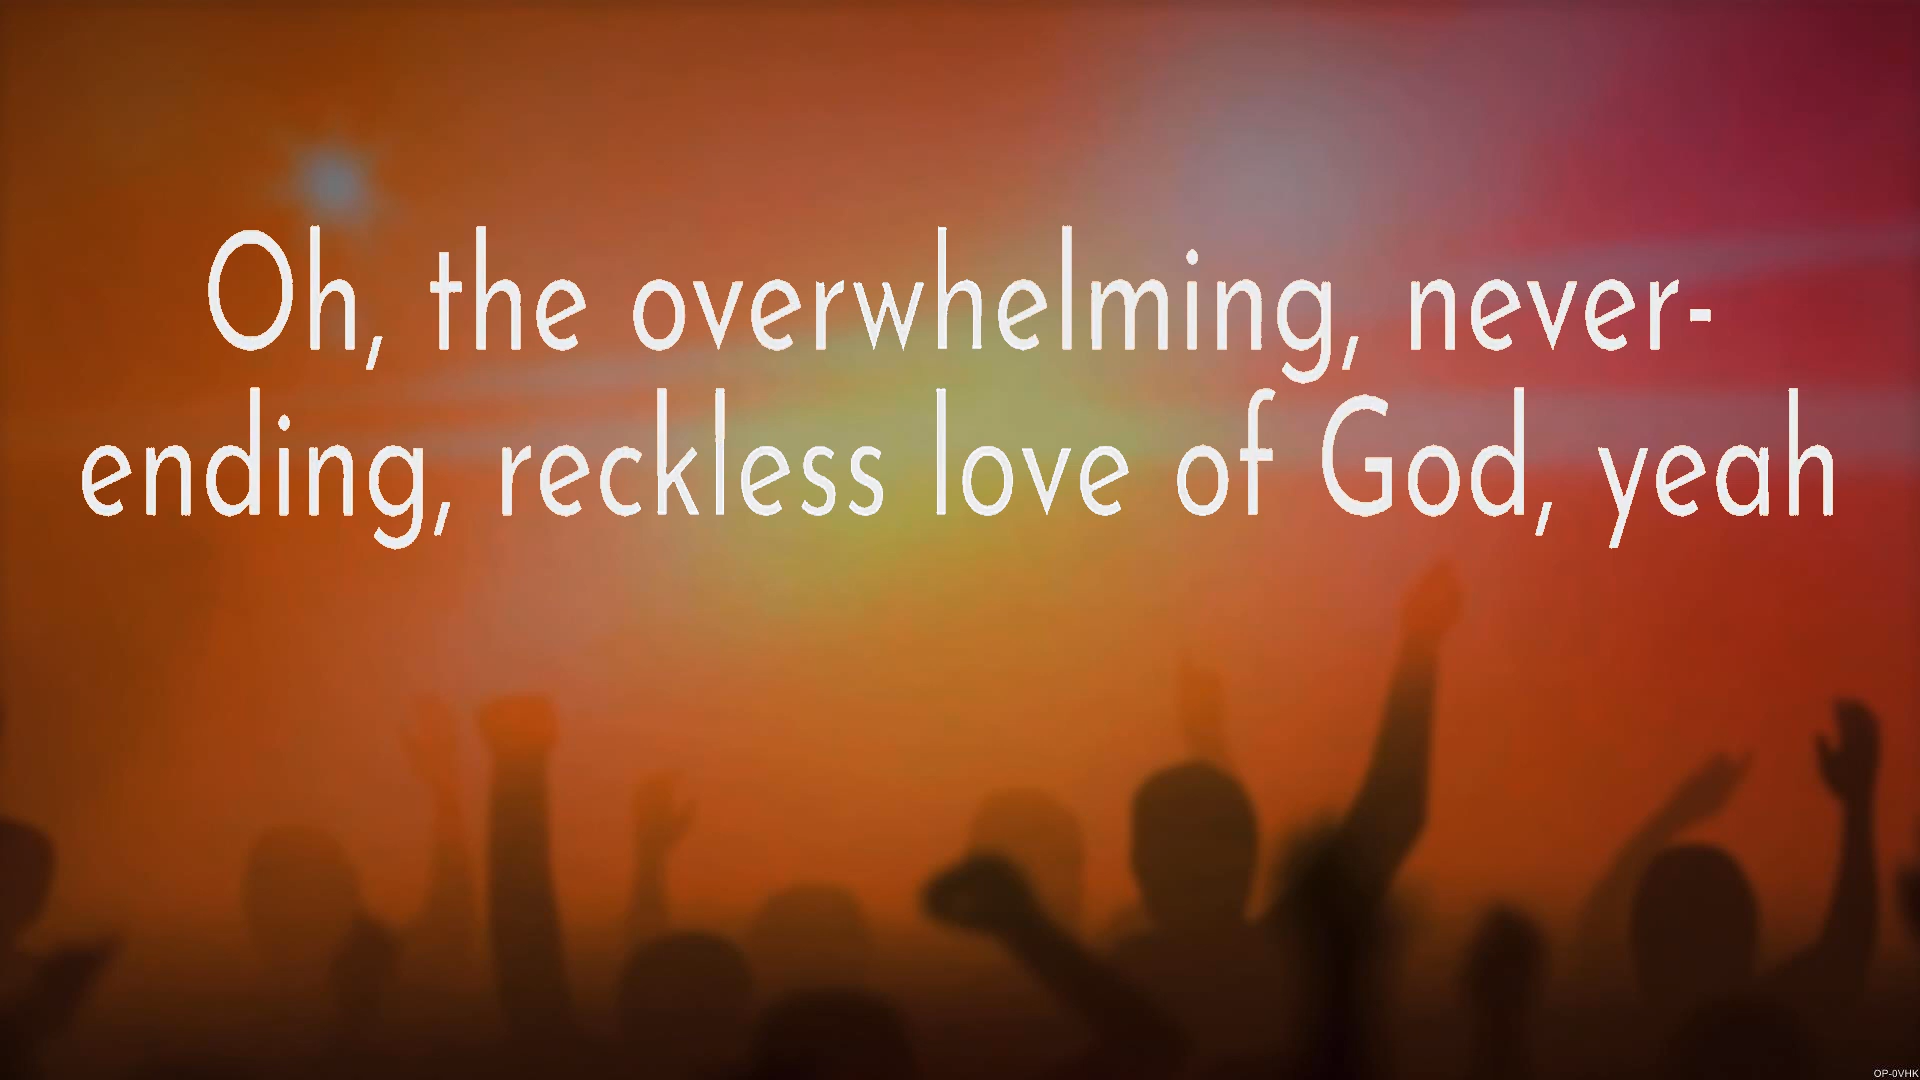 Oh, the overwhelming, never-
ending, reckless love of God, yeah
OP-0VHK